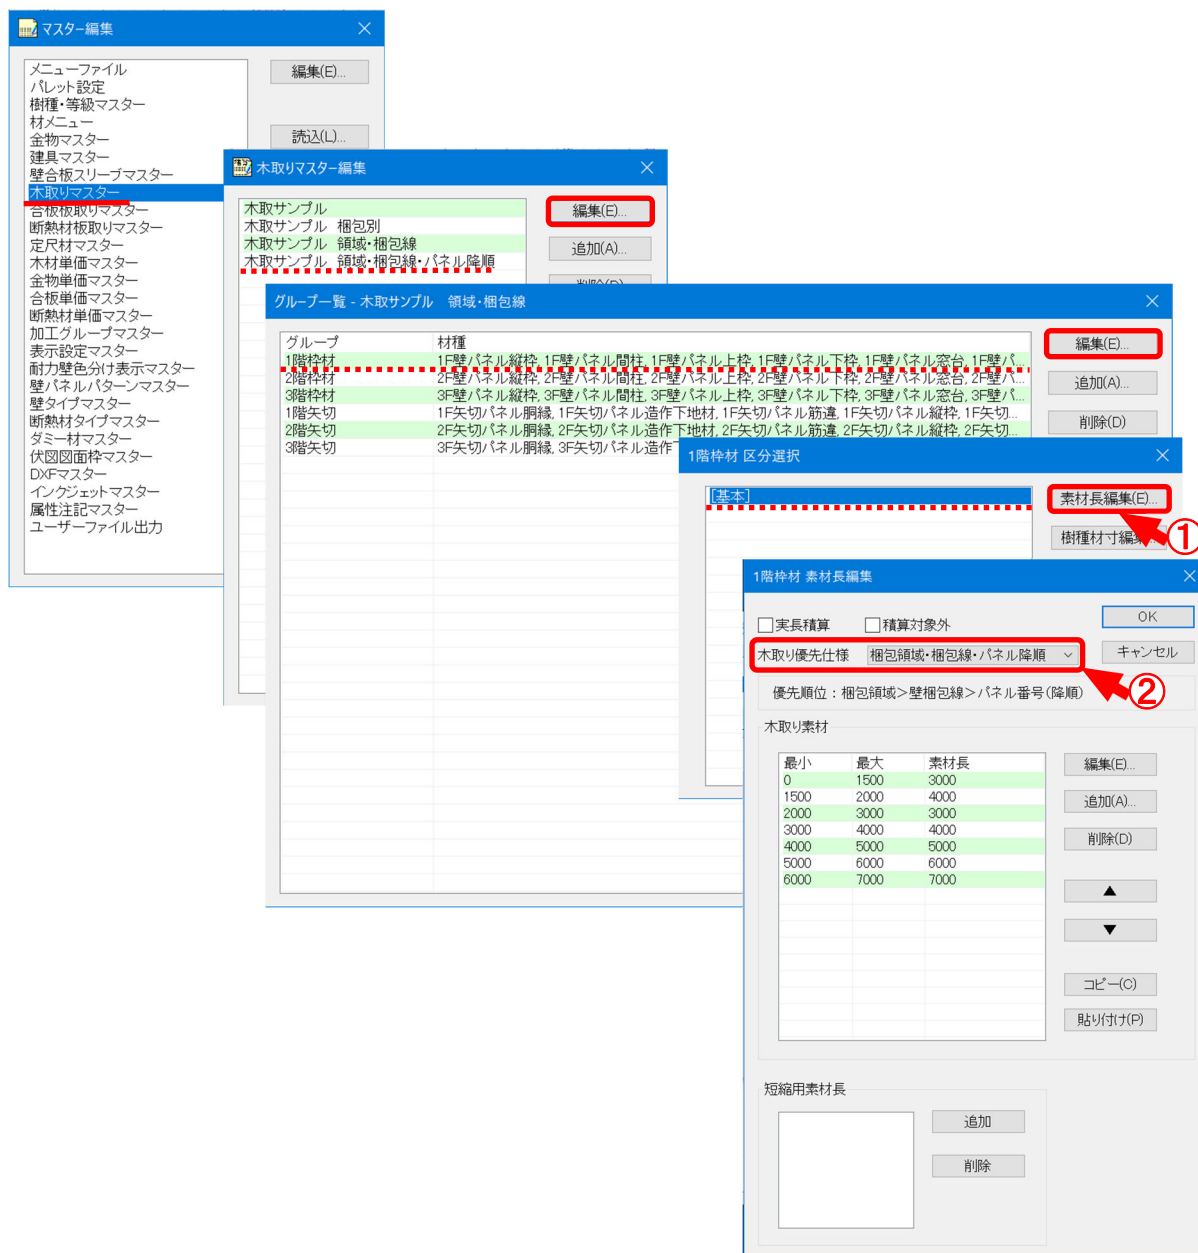 マスター編集
メニューファイル
パレット設定
樹種・等級マスター
材メニュー
金物マスター
建具マスター
壁合板スリーブマスター
木取りマスター
合板板取りマスター
断熱材板取りマスター
定尺材マスター
木材単価マスター
金物単価マスター
合板単価マスター
断熱材単価マスター
加工グループマスター
表示設定マスター
耐力壁色分け表示マスター
壁パネルパターンマスター
壁タイプマスター
断熱材タイプマスター
ダミー材マスター
伏図図面枠マスター
DXFマスター
インクジェットマスター
属性注記マスター
ユーザーファイル出力
編集(E)...
読込(L)...
木取りマスター編集
木取サンプル
木取サンプル 梱包別
木取サンプル 領域・梱包線
木取サンプル 領域・梱包線・パネル降順
編集(E)...
追加(A)...
削除(D)
グループ一覧 - 木取サンプル 領域・梱包線
グループ 材種
1階枠材 1F壁パネル縦枠, 1F壁パネル間柱, 1F壁パネル上枠, 1F壁パネル下枠, 1F壁パネル窓台, 1F壁パ...
2階枠材 2F壁パネル縦枠, 2F壁パネル間柱, 2F壁パネル上枠, 2F壁パネル下枠, 2F壁パネル窓台, 2F壁パ...
3階枠材 3F壁パネル縦枠, 3F壁パネル間柱, 3F壁パネル上枠, 3F壁パネル下枠, 3F壁パネル窓台, 3F壁パ...
1階矢切 1F矢切パネル胴縁, 1F矢切パネル造作下地材, 1F矢切パネル筋違, 1F矢切パネル縦枠, 1F矢切...
2階矢切 2F矢切パネル胴縁, 2F矢切パネル造作下地材, 2F矢切パネル筋違, 2F矢切パネル縦枠, 2F矢切...
3階矢切 3F矢切パネル胴縁, 3F矢切パネル造作下
編集(E)...
追加(A)...
削除(D)
1階枠材 区分選択
[基本]
素材長編集(E)...
樹種材寸編集
①
1階枠材 素材長編集
実長積算 積算対象外
木取り優先仕様 梱包領域・梱包線・パネル降順
OK
キャンセル
②
優先順位：梱包領域＞壁梱包線＞パネル番号(降順)
木取り素材
最小 最大 素材長
0 1500 3000
1500 2000 4000
2000 3000 3000
3000 4000 4000
4000 5000 5000
5000 6000 6000
6000 7000 7000
編集(E)...
追加(A)...
削除(D)
▲
▼
コピー(C)
貼り付け(P)
短縮用素材長
追加
削除